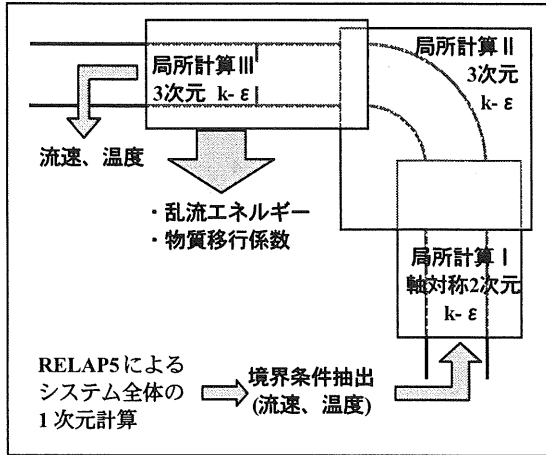 局所計算Ⅲ
3次元 k-ε
局所計算Ⅱ
3次元
k-ε
流速、温度
・乱流エネルギー
・物質移行係数
局所計算Ⅰ
軸対称2次元
k-ε
RELAP5による
システム全体の
1次元計算
境界条件抽出
(流速、温度)